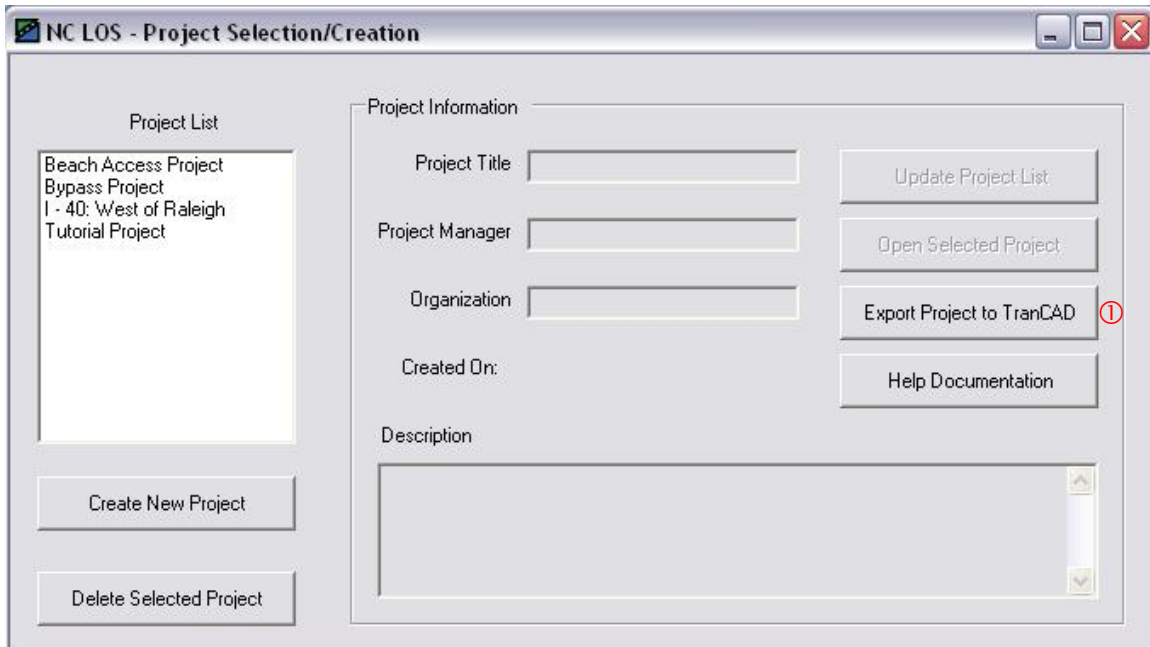 NC LOS - Project Selection/Creation
Project List
Beach Access Project
Bypass Project
I - 40: West of Raleigh
Tutorial Project
Create New Project
Delete Selected Project
Project Information
Project Title
Project Manager
Organization
Created On:
Description
Update Project List
Open Selected Project
Export Project to TranCAD ①
Help Documentation